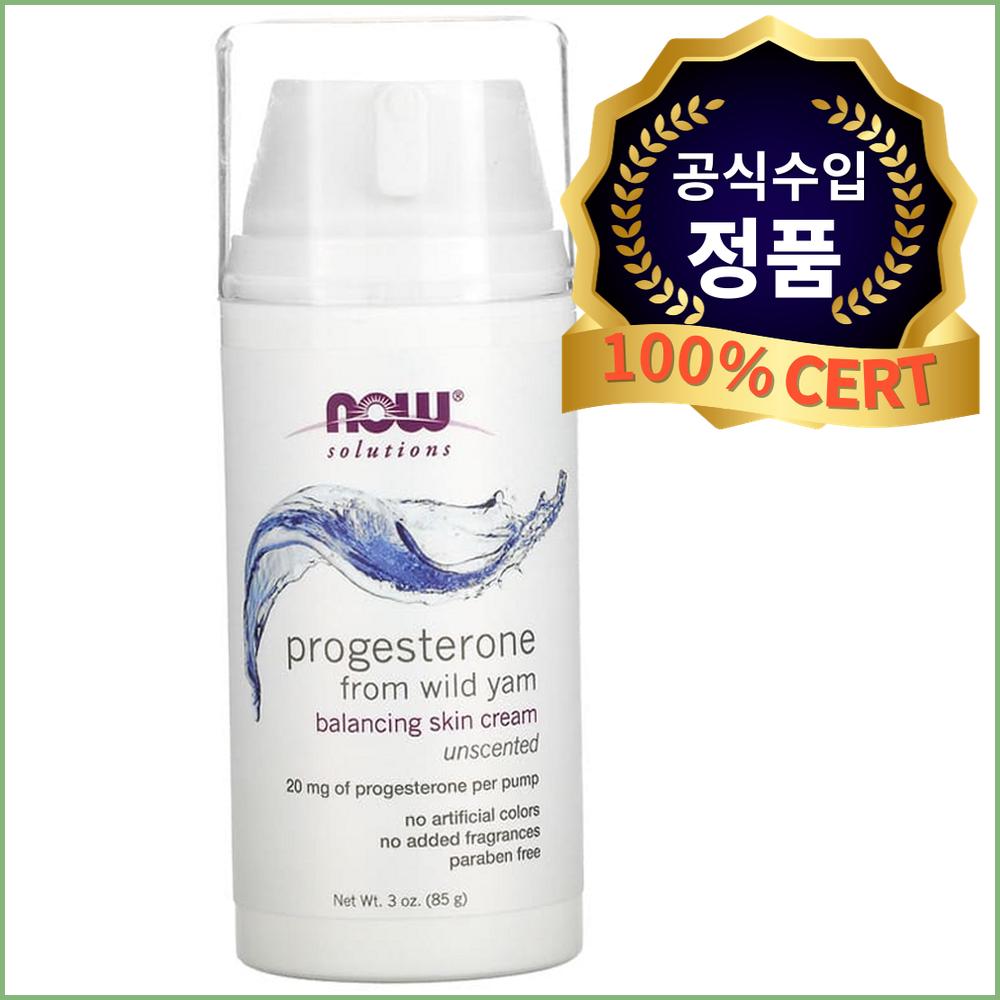 now®
solutions
progesterone
from wild yam
balancing skin cream
unscented
20 mg of progesterone per pump
no artificial colors
no added fragrances
paraben free
Net Wt. 3 oz. (85 g)
공식수입
정품
100% CERT